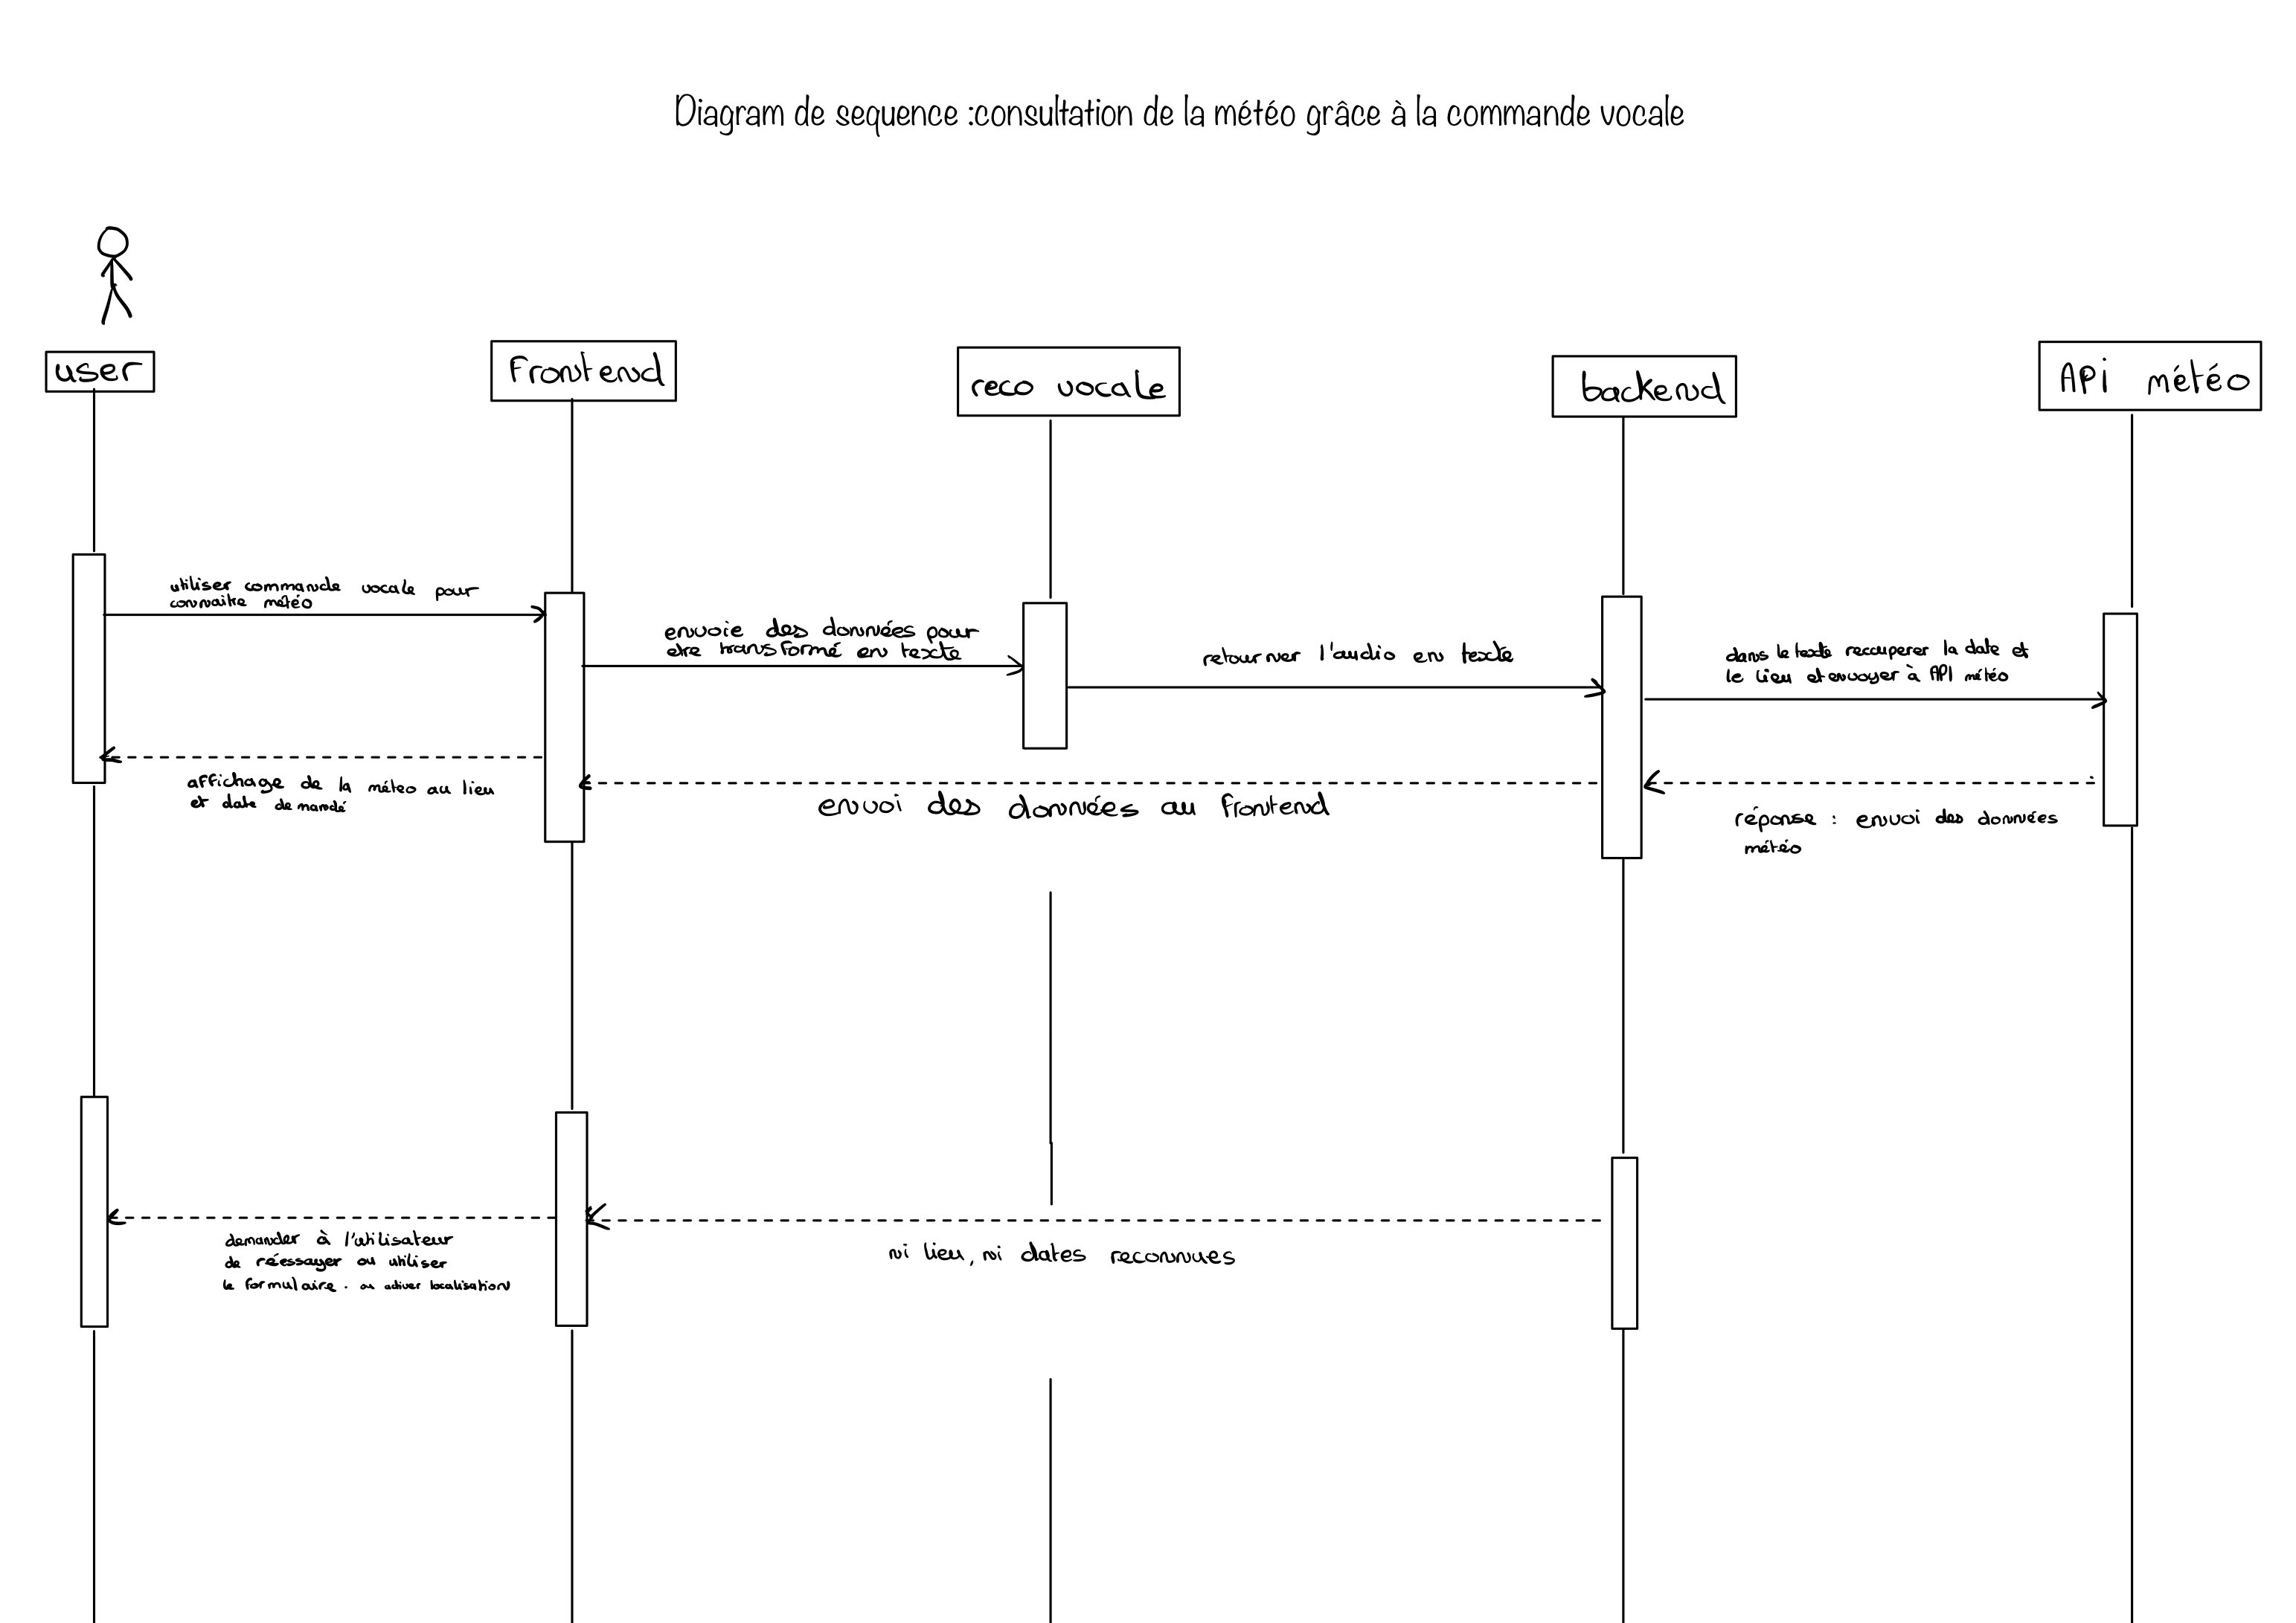 Diagram de sequence :consultation de la météo grâce à la commande vocale
user
Frontend
reco vocale
backend
APi météo
utiliser commande vocale pour
connaitre météo
envoie des données pour
etre transformé en texte
retourner l'audio en texte
dans le texte recuperer la date et
le lieu et envoyer à API météo
affichage de la méteo au lieu
et date demandé
envoi des données au Frontend
réponse : envoi des données
météo
demander à l'utilisateur
de réessayer ou utiliser
le formulaire . ou activer localisation
ni lieu, ni dates reconnues